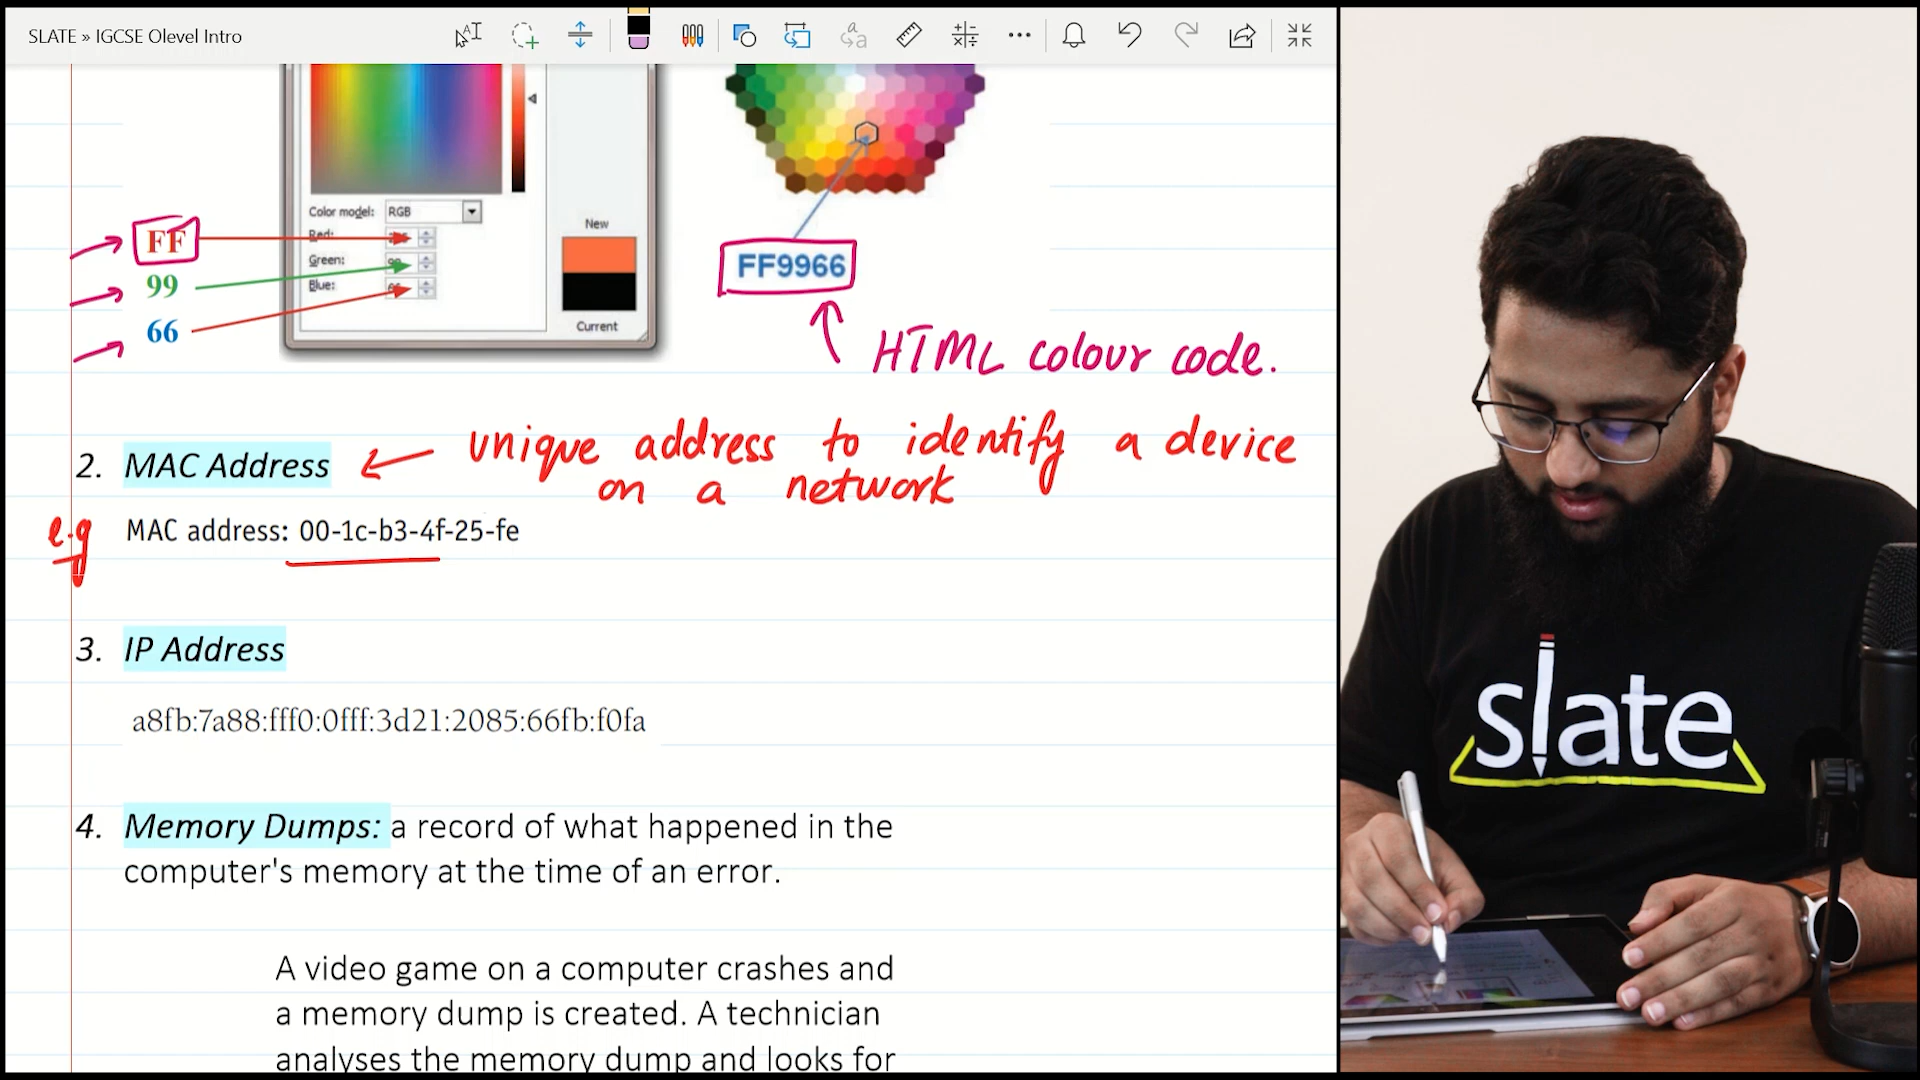 SLATE » IGCSE Olevel Intro
Color model: RGB
FF Red:
99 Green:
66 Blue:
New
Current
FF9966
HTML colour code.
2. MAC Address ← unique address to identify a device
on a network
e.g MAC address: 00-1c-b3-4f-25-fe
3. IP Address
a8fb:7a88:fff0:0fff:3d21:2085:66fb:f0fa
4. Memory Dumps: a record of what happened in the
computer's memory at the time of an error.
A video game on a computer crashes and
a memory dump is created. A technician
analyses the memory dump and looks for
slate